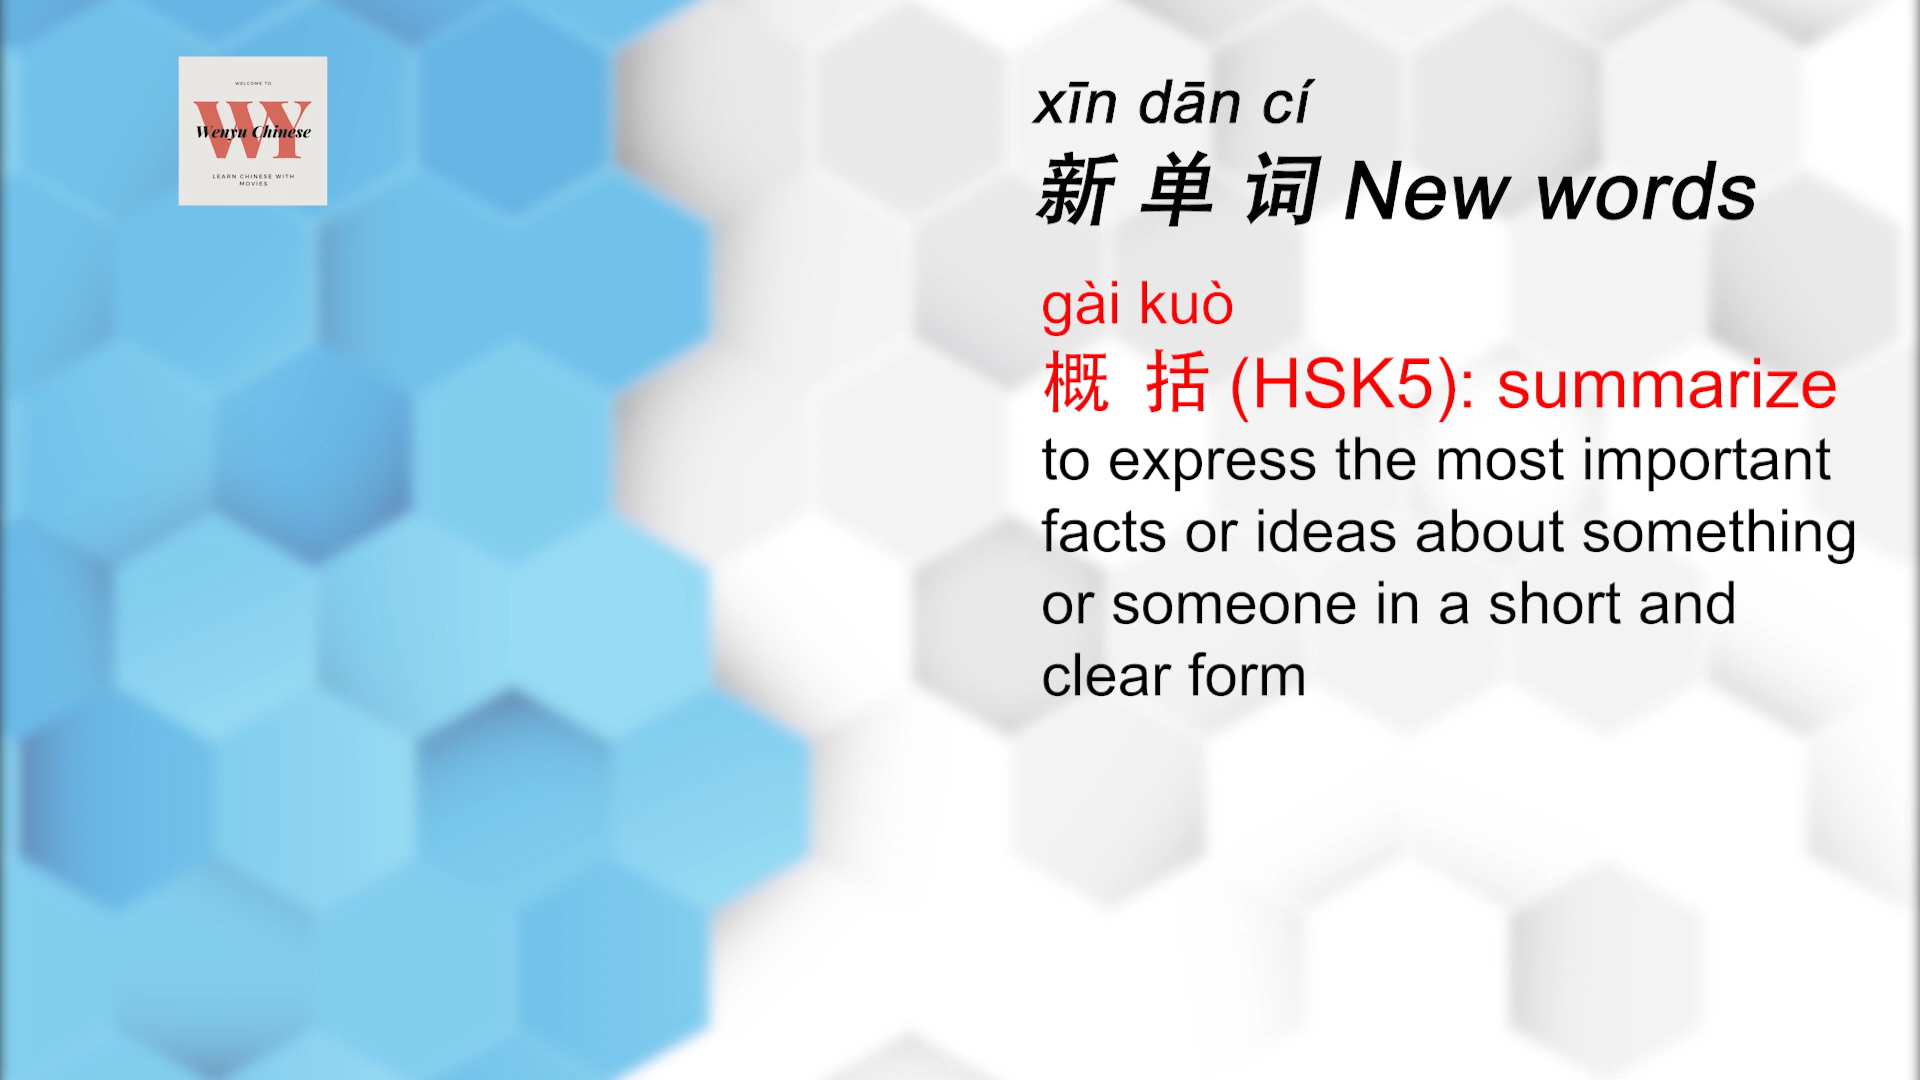 WELCOME TO
WY
Wenyu Chinese
LEARN CHINESE WITH
MOVIES
xīn dān cí
新 单 词 New words
gài kuò
概 括 (HSK5): summarize
to express the most important
facts or ideas about something
or someone in a short and
clear form